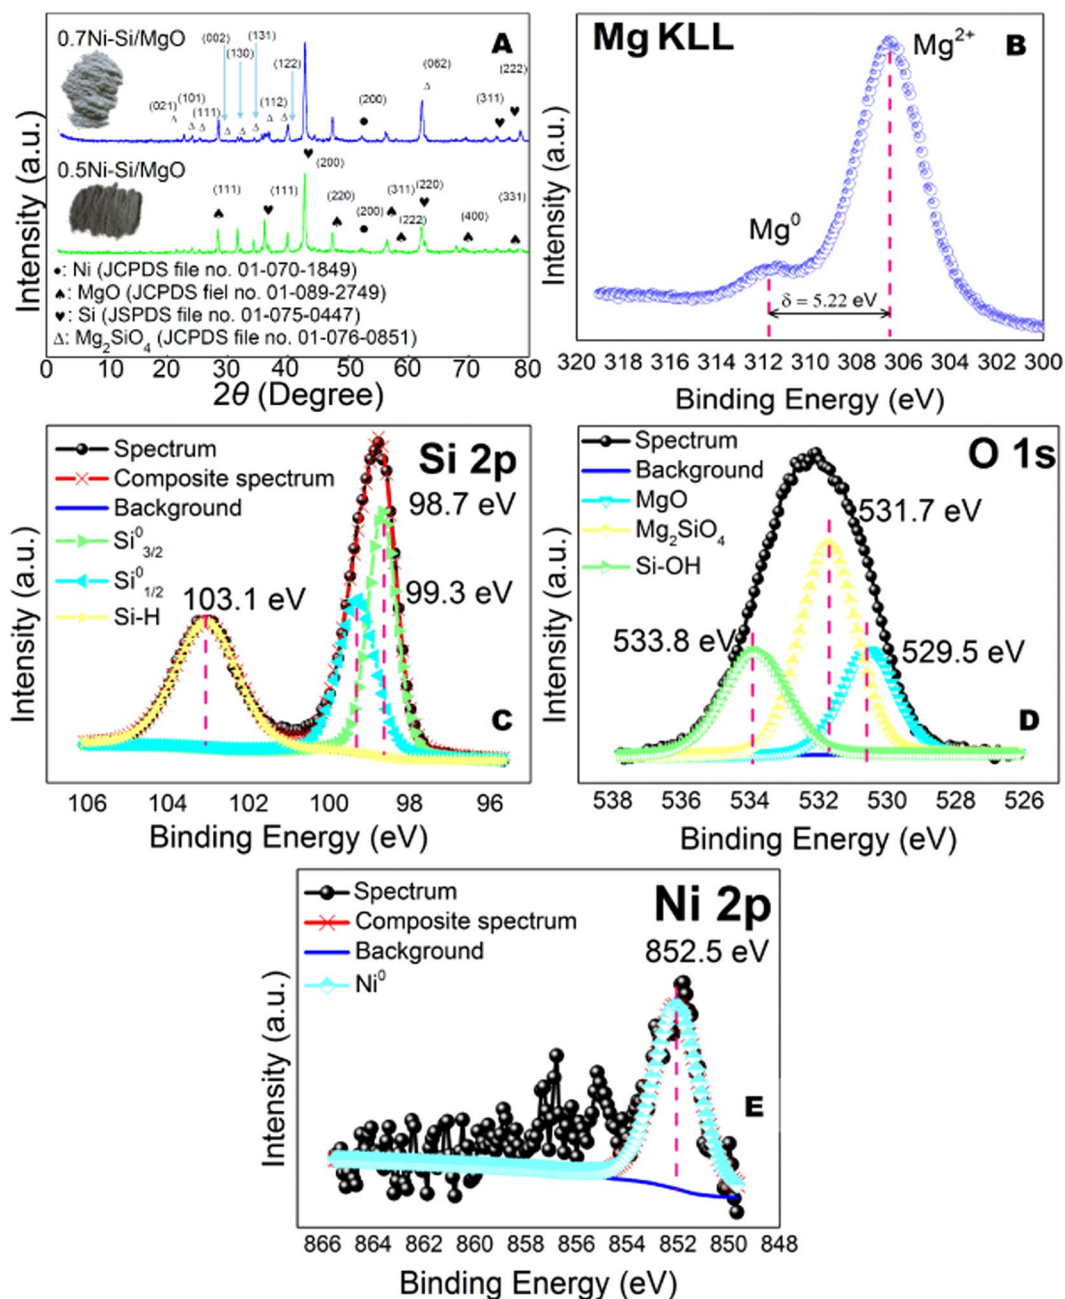 0.7Ni-Si/MgO
A
(002)
(131)
(130)
(122)
(021)
(101)
(111)
(112)
(200)
(062)
(222)
(311)
0.5Ni-Si/MgO
(111)
(111)
(200)
(220)
(200)
(311)
(220)
(222)
(400)
(331)
●: Ni (JCPDS file no. 01-070-1849)
♠: MgO (JCPDS fiel no. 01-089-2749)
♥: Si (JSPDS file no. 01-075-0447)
Δ: Mg₂SiO₄ (JCPDS file no. 01-076-0851)
Intensity (a.u.)
0 10 20 30 40 50 60 70 80
2θ (Degree)
Mg KLL
B
Mg²⁺
Mg⁰
δ = 5.22 eV
Intensity (a.u.)
320 318 316 314 312 310 308 306 304 302 300
Binding Energy (eV)
Spectrum
Composite spectrum
Background
Si⁰3/2
Si⁰1/2
Si-H
Si 2p
98.7 eV
99.3 eV
103.1 eV
C
Intensity (a.u.)
106 104 102 100 98 96
Binding Energy (eV)
Spectrum
Background
MgO
Mg₂SiO₄
Si-OH
O 1s
531.7 eV
533.8 eV
529.5 eV
D
Intensity (a.u.)
538 536 534 532 530 528 526
Binding Energy (eV)
Spectrum
Composite spectrum
Background
Ni⁰
Ni 2p
852.5 eV
E
Intensity (a.u.)
866 864 862 860 858 856 854 852 850 848
Binding Energy (eV)